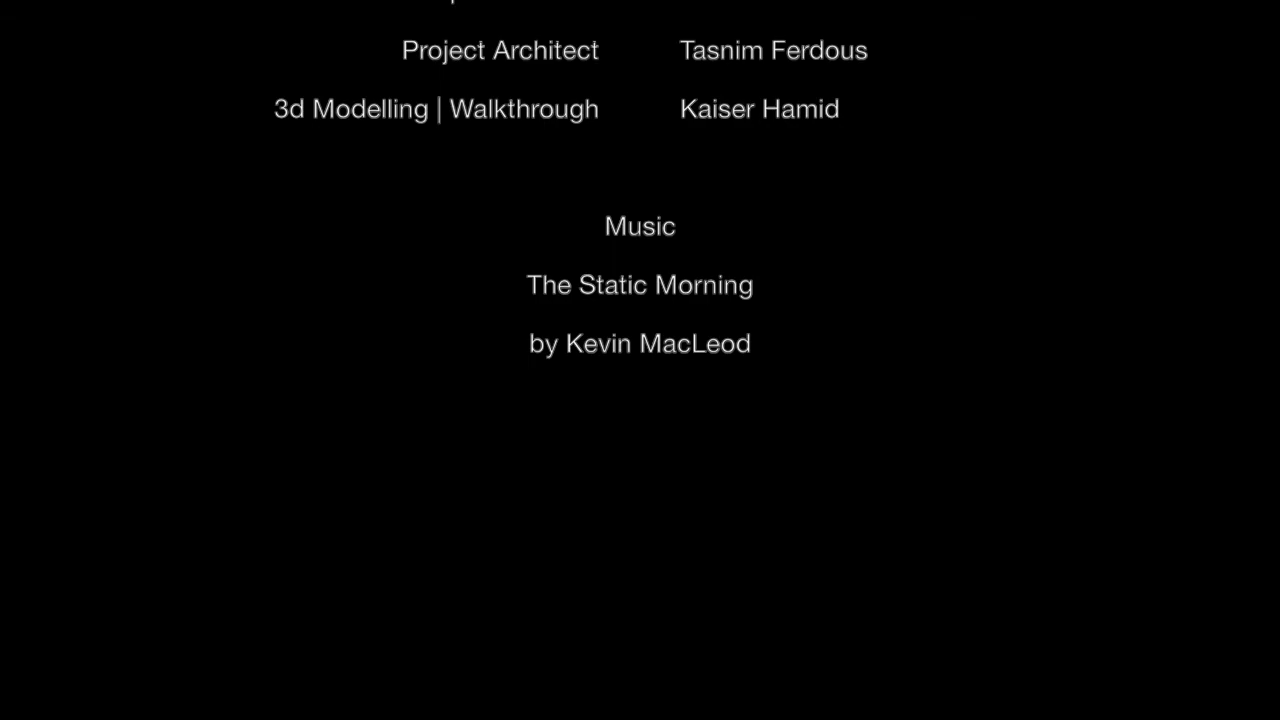 Project Architect Tasnim Ferdous
3d Modelling | Walkthrough Kaiser Hamid
Music
The Static Morning
by Kevin MacLeod